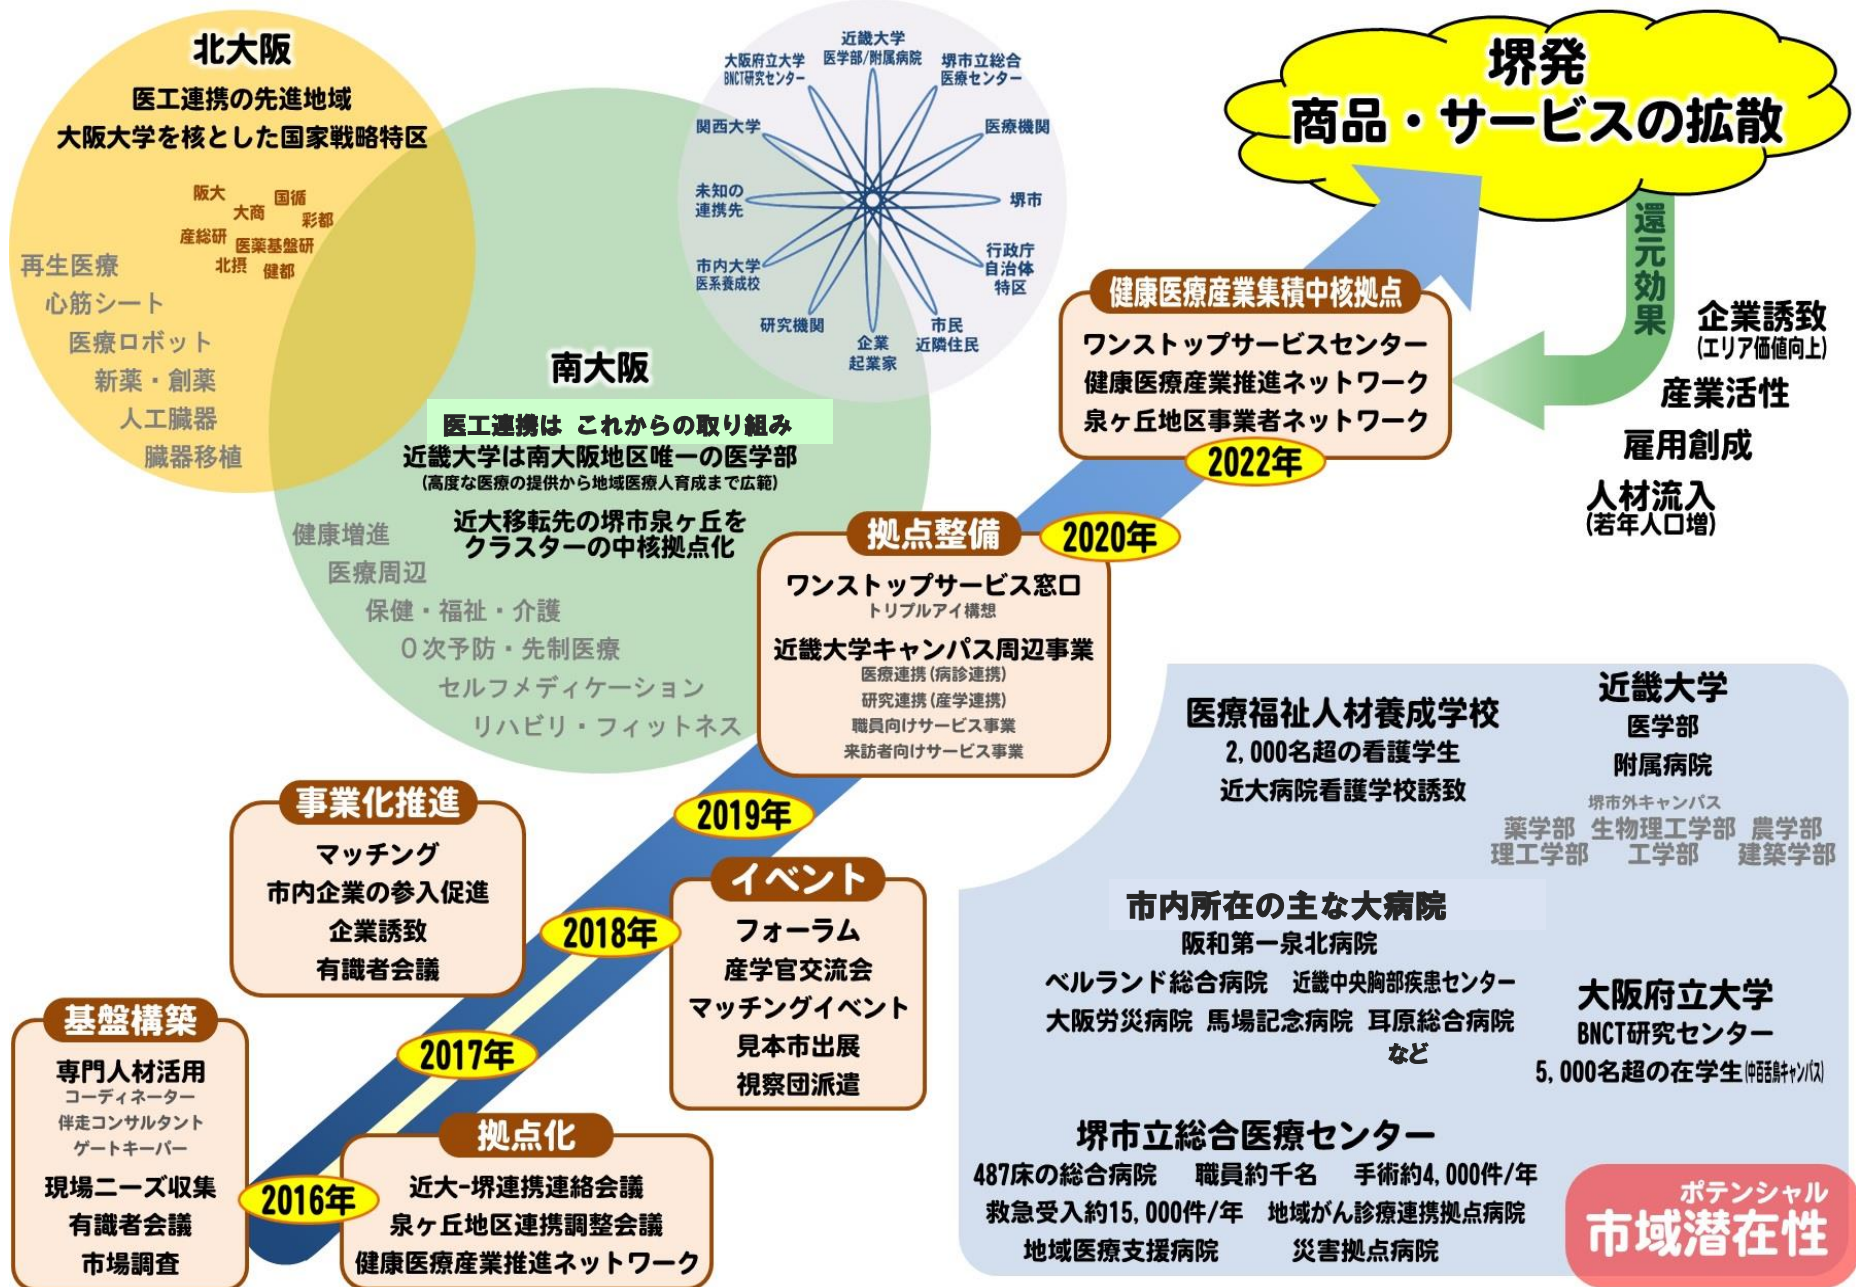 北大阪
医工連携の先進地域
大阪大学を核とした国家戦略特区
阪大
国循
大商
彩都
産総研
医薬基盤研
北摂
健都
再生医療
心筋シート
医療ロボット
新薬・創薬
人工臓器
臓器移植
南大阪
医工連携は これからの取り組み
近畿大学は南大阪地区唯一の医学部
(高度な医療の提供から地域医療人育成まで広範)
近大移転先の堺市泉ヶ丘を
クラスターの中核拠点化
健康増進
医療周辺
保健・福祉・介護
0次予防・先制医療
セルフメディケーション
リハビリ・フィットネス
近畿大学
医学部/附属病院
堺市立総合
医療センター
医療機関
堺市
行政庁
自治体
特区
市民
近隣住民
企業
起業家
研究機関
市内大学
医系養成校
未知の
連携先
関西大学
大阪府立大学
BNCT研究センター
堺発
商品・サービスの拡散
還元効果
企業誘致
(エリア価値向上)
産業活性
雇用創成
人材流入
(若年人口増)
健康医療産業集積中核拠点
ワンストップサービスセンター
健康医療産業推進ネットワーク
泉ヶ丘地区事業者ネットワーク
2022年
2020年
拠点整備
ワンストップサービス窓口
トリプルアイ構想
近畿大学キャンパス周辺事業
医療連携(病診連携)
研究連携(産学連携)
職員向けサービス事業
来訪者向けサービス事業
2019年
事業化推進
マッチング
市内企業の参入促進
企業誘致
有識者会議
2018年
イベント
フォーラム
産学官交流会
マッチングイベント
見本市出展
視察団派遣
2017年
基盤構築
専門人材活用
コーディネーター
伴走コンサルタント
ゲートキーパー
現場ニーズ収集
有識者会議
市場調査
2016年
拠点化
近大-堺連携連絡会議
泉ヶ丘地区連携調整会議
健康医療産業推進ネットワーク
医療福祉人材養成学校
2,000名超の看護学生
近大病院看護学校誘致
近畿大学
医学部
附属病院
堺市外キャンパス
薬学部 生物理工学部 農学部
理工学部 工学部 建築学部
市内所在の主な大病院
阪和第一泉北病院
ベルランド総合病院 近畿中央胸部疾患センター
大阪労災病院 馬場記念病院 耳原総合病院
など
大阪府立大学
BNCT研究センター
5,000名超の在学生(中百舌鳥キャンパス)
堺市立総合医療センター
487床の総合病院 職員約千名 手術約4,000件/年
救急受入約15,000件/年 地域がん診療連携拠点病院
地域医療支援病院 災害拠点病院
ポテンシャル
市域潜在性